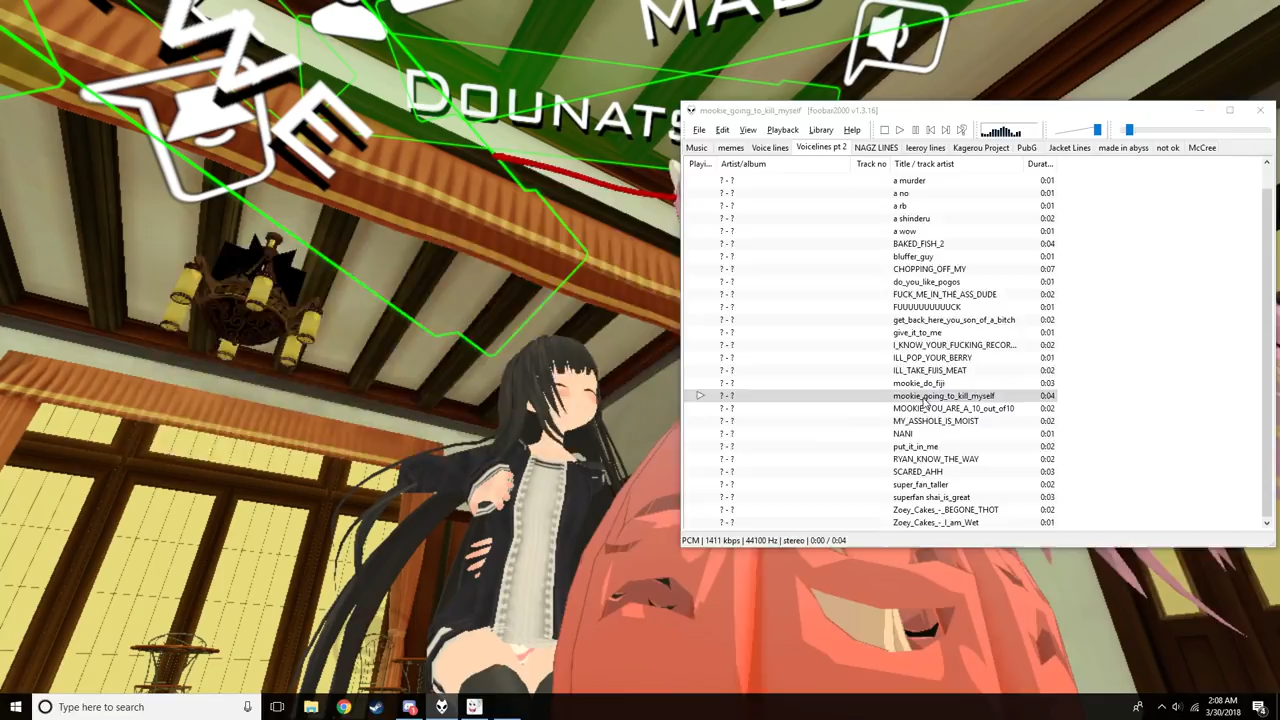 MAD
WE
DOUNATS
mookie_going_to_kill_myself [foobar2000 v1.3.16]
File Edit View Playback Library Help
Music memes Voice lines Voicelines pt 2 NAGZ LINES leeroy lines Kagerou Project PubG Jacket Lines made in abyss not ok McCree
Playi... Artist/album Track no Title / track artist Durat...
? - ? a murder 0:01
? - ? a no 0:01
? - ? a rb 0:01
? - ? a shinderu 0:02
? - ? a wow 0:01
? - ? BAKED_FISH_2 0:04
? - ? bluffer_guy 0:01
? - ? CHOPPING_OFF_MY 0:07
? - ? do_you_like_pogos 0:01
? - ? FUCK_ME_IN_THE_ASS_DUDE 0:02
? - ? FUUUUUUUUUCK 0:01
? - ? get_back_here_you_son_of_a_bitch 0:02
? - ? give_it_to_me 0:01
? - ? I_KNOW_YOUR_FUCKING_RECOR... 0:02
? - ? ILL_POP_YOUR_BERRY 0:01
? - ? ILL_TAKE_FIJIS_MEAT 0:02
? - ? mookie_do_fiji 0:03
? - ? mookie_going_to_kill_myself 0:04
? - ? MOOKIE_YOU_ARE_A_10_out_of10 0:02
? - ? MY_ASSHOLE_IS_MOIST 0:02
? - ? NANI 0:01
? - ? put_it_in_me 0:02
? - ? RYAN_KNOW_THE_WAY 0:02
? - ? SCARED_AHH 0:03
? - ? super_fan_taller 0:02
? - ? superfan shai_is_great 0:03
? - ? Zoey_Cakes_-_BEGONE_THOT 0:02
? - ? Zoey_Cakes_-_I_am_Wet 0:01
PCM | 1411 kbps | 44100 Hz | stereo | 0:00 / 0:04
Type here to search
2:08 AM
3/30/2018
4